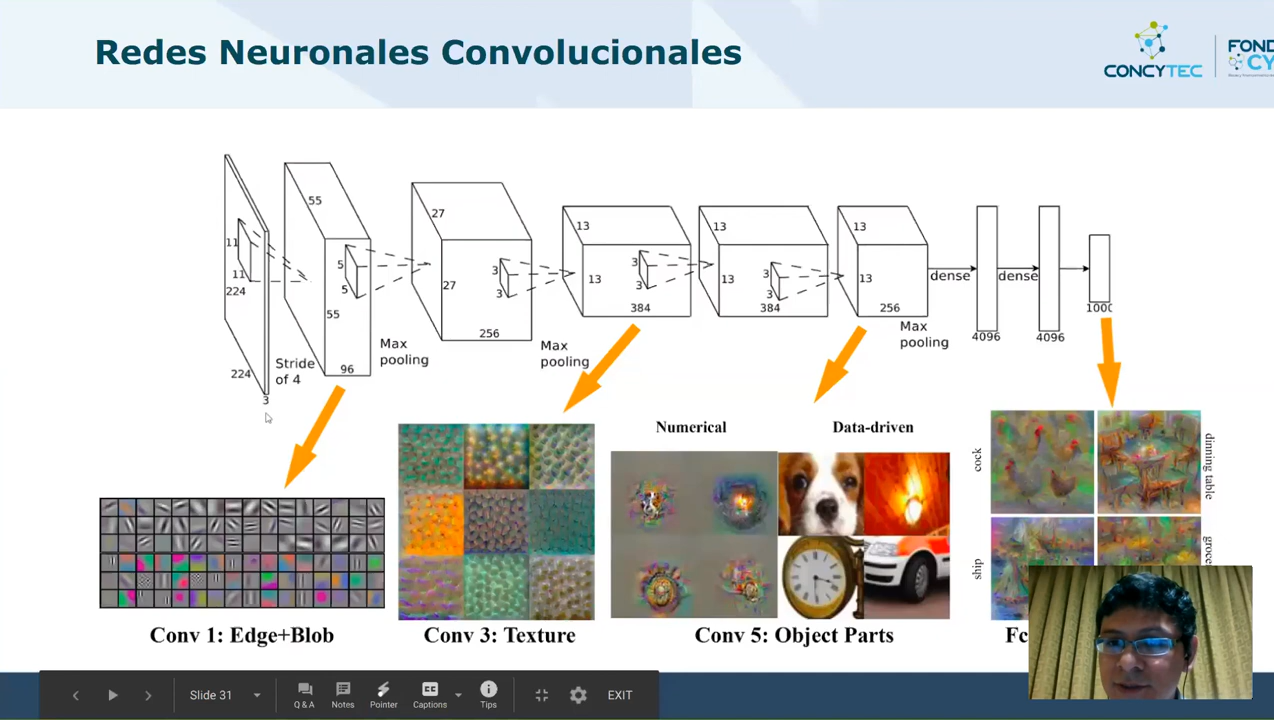 Redes Neuronales Convolucionales
CONCYTEC
FOND
CY
55
27
13
13
13
11
5
3
3
3
11
5
3
3
3
224
55
27
13
13
13
dense
dense
384
384
256
1000
256
4096
4096
224
Stride
of 4
96
Max
pooling
Max
pooling
Max
pooling
3
Numerical
Data-driven
cock
dinning table
ship
groce
Conv 1: Edge+Blob
Conv 3: Texture
Conv 5: Object Parts
Fc
Slide 31
Q & A
Notes
Pointer
CC
Captions
Tips
EXIT